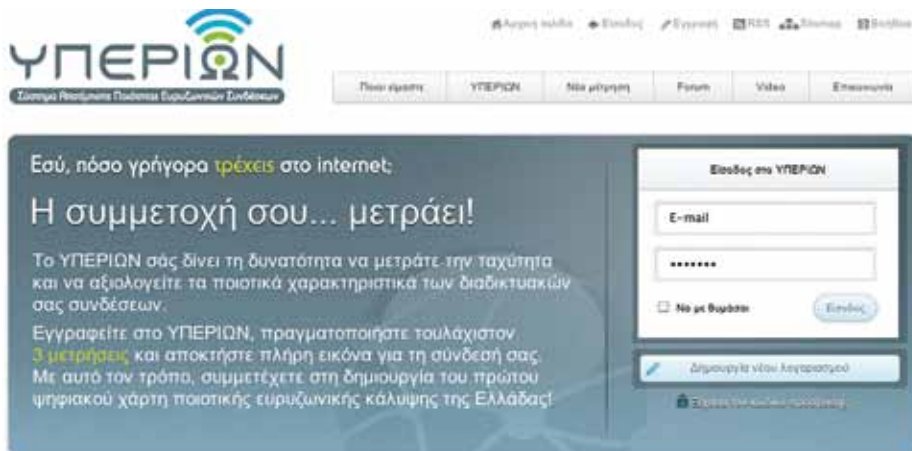 Αρχική σελίδα Είσοδος Εγγραφή RSS Sitemap Βοήθεια
ΥΠΕΡΙΩΝ
Σύστημα Αποτίμησης Ποιότητας Ευρυζωνικών Συνδέσεων
Ποιοι είμαστε ΥΠΕΡΙΩΝ Νέα μέτρηση Forum Video Επικοινωνία
Εσύ, πόσο γρήγορα τρέχεις στο internet;
Η συμμετοχή σου... μετράει!
Το ΥΠΕΡΙΩΝ σάς δίνει τη δυνατότητα να μετράτε την ταχύτητα
και να αξιολογείτε τα ποιοτικά χαρακτηριστικά των διαδικτυακών
σας συνδέσεων.
Εγγραφείτε στο ΥΠΕΡΙΩΝ, πραγματοποιήστε τουλάχιστον
3 μετρήσεις και αποκτήστε πλήρη εικόνα για τη σύνδεσή σας.
Με αυτό τον τρόπο, συμμετέχετε στη δημιουργία του πρώτου
ψηφιακού χάρτη ποιοτικής ευρυζωνικής κάλυψης της Ελλάδας!
Είσοδος στο ΥΠΕΡΙΩΝ
E-mail
•••••••
Να με θυμάσαι Είσοδος
Δημιουργία νέου λογαριασμού